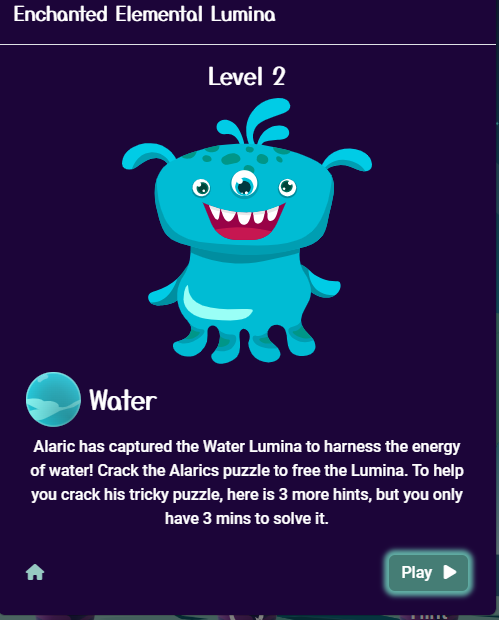 Enchanted Elemental Lumina
Level 2
Water
Alaric has captured the Water Lumina to harness the energy
of water! Crack the Alarics puzzle to free the Lumina. To help
you crack his tricky puzzle, here is 3 more hints, but you only
have 3 mins to solve it.
Play